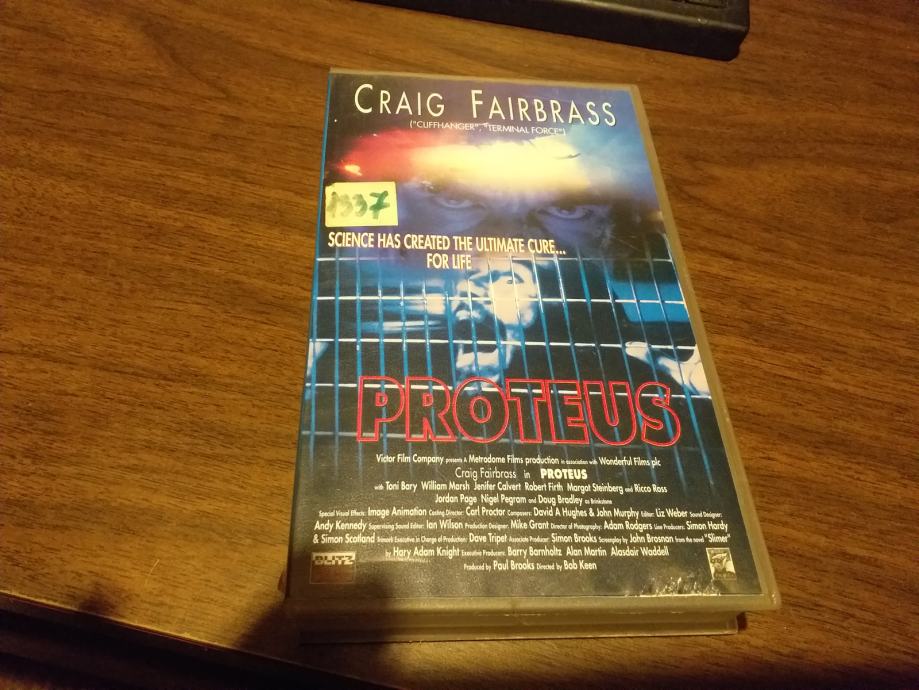 CRAIG FAIRBRASS
("CLIFFHANGER", "TERMINAL FORCE")
1337
SCIENCE HAS CREATED THE ULTIMATE CURE...
FOR LIFE
PROTEUS
Victor Film Company presents A Metrodome Films production in association with Wonderful Films plc
Craig Fairbrass in PROTEUS
with Toni Bary William Marsh Jenifer Calvert Robert Firth Margot Steinberg and Ricco Ross
Jordan Page Nigel Pegram and Doug Bradley as Brinkstone
Special Visual Effects: Image Animation Casting Director: Carl Proctor Composers: David A Hughes & John Murphy Editor: Liz Weber Sound Designer:
Andy Kennedy Supervising Sound Editor: Ian Wilson Production Designer: Mike Grant Director of Photography: Adam Rodgers Line Producers: Simon Hardy
& Simon Scotland Executive in Charge of Production: Dave Tripet Associate Producer: Simon Brooks Screenplay by John Brosnan from the novel "Slimer"
by Harry Adam Knight Executive Producers: Barry Barnholtz Alan Martin Alasdair Waddell
Produced by Paul Brooks Directed by Bob Keen
BLITZ